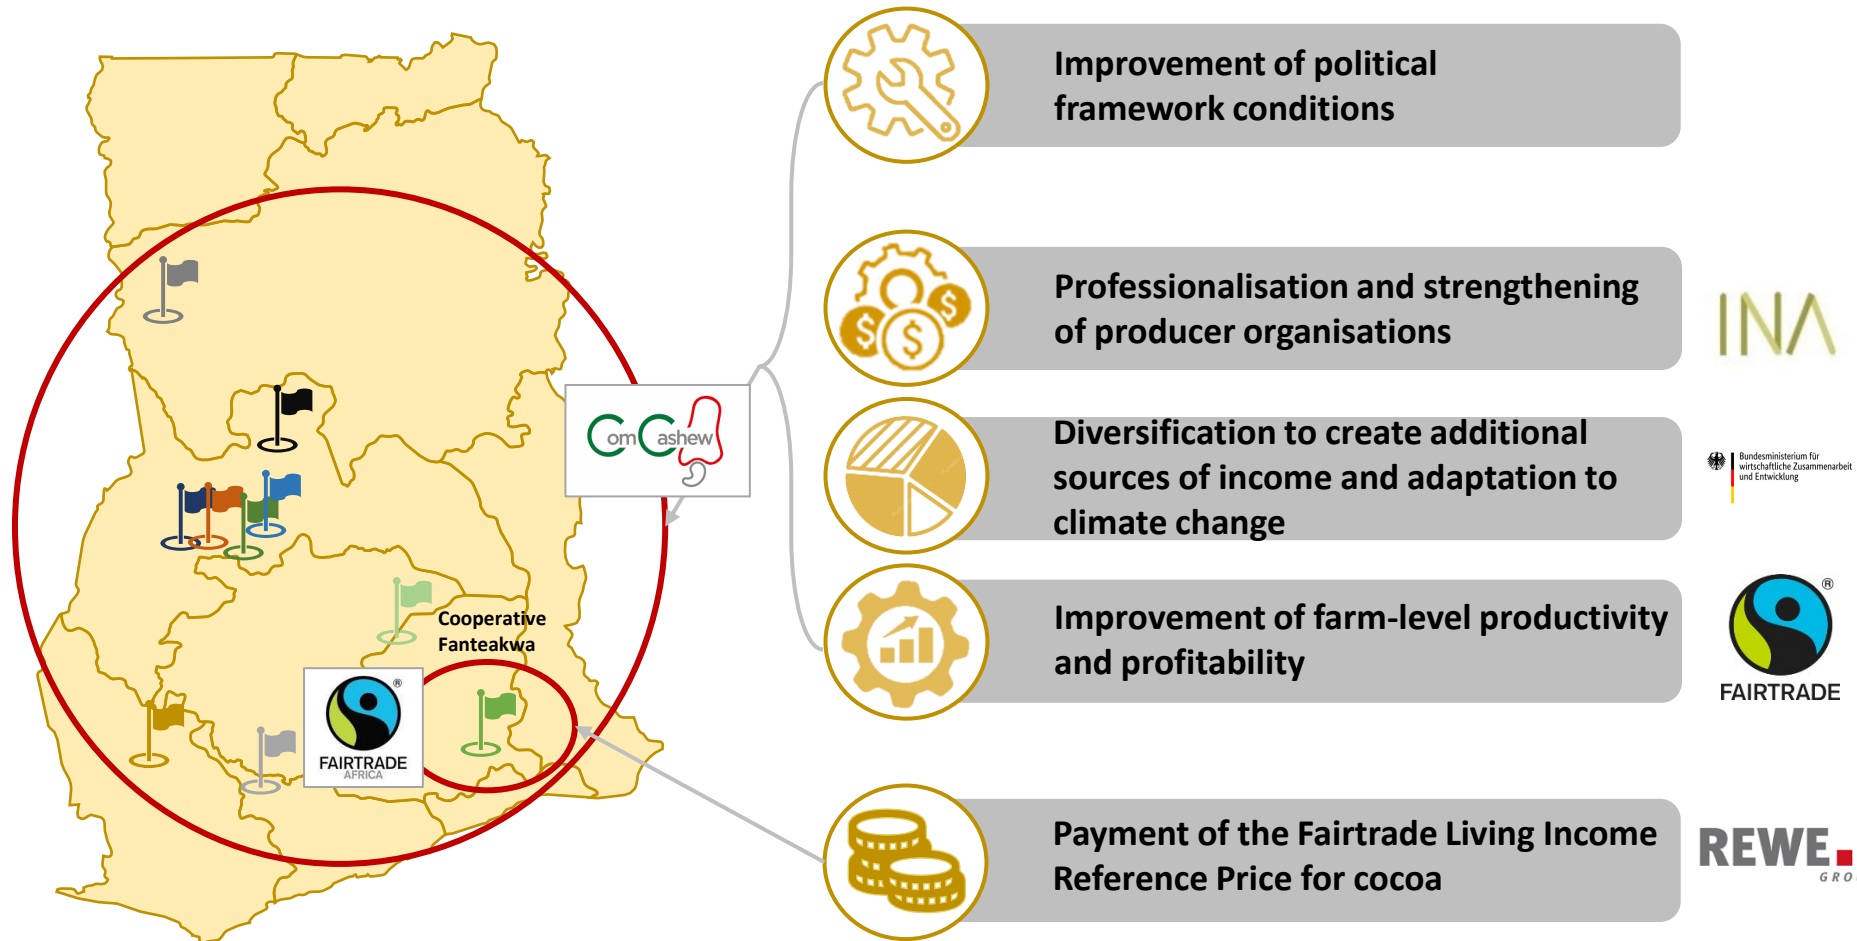 Improvement of political
framework conditions
Professionalisation and strengthening
of producer organisations
INA
ComCashew
Diversification to create additional
sources of income and adaptation to
climate change
Bundesministerium für
wirtschaftliche Zusammenarbeit
und Entwicklung
Cooperative
Fanteakwa
Improvement of farm-level productivity
and profitability
®
FAIRTRADE
®
FAIRTRADE
AFRICA
Payment of the Fairtrade Living Income
Reference Price for cocoa
REWE
GRO